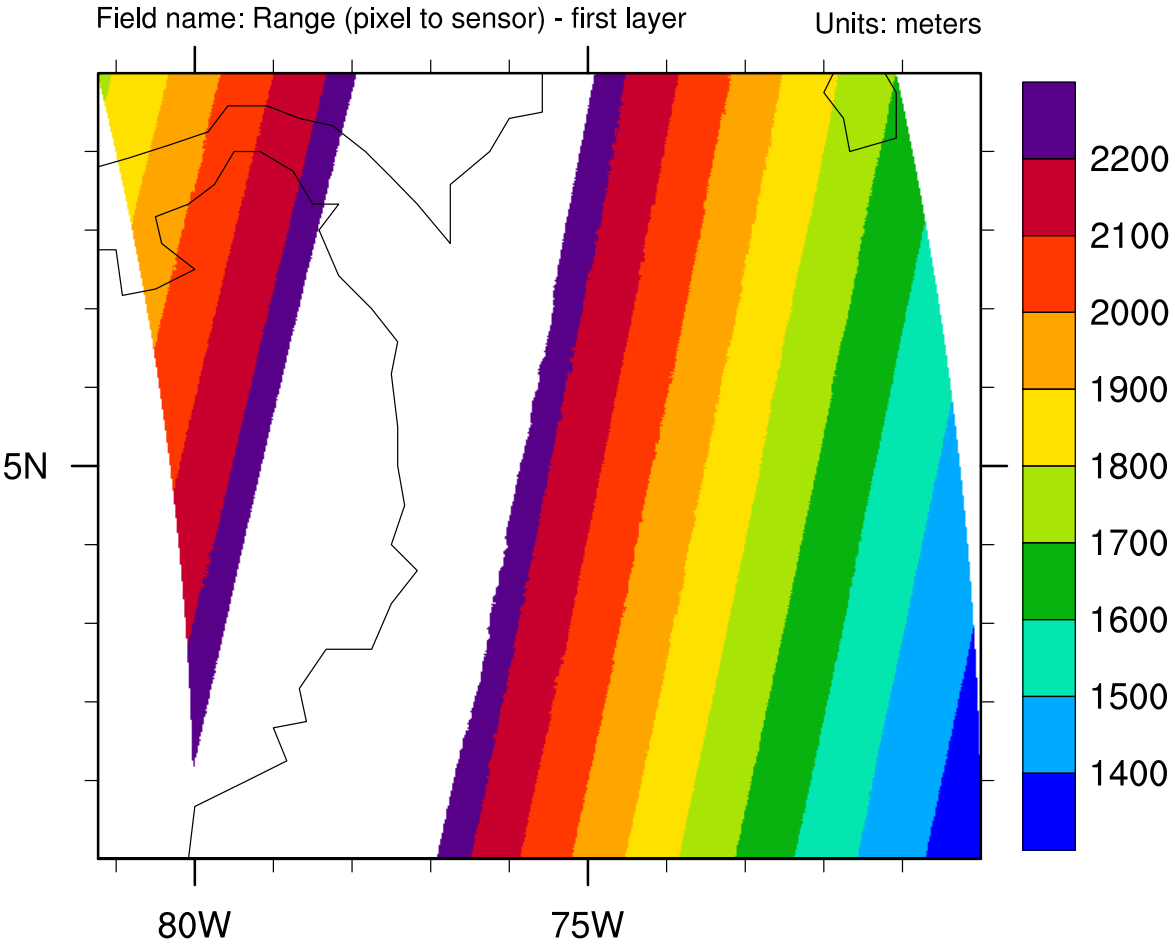 Field name: Range (pixel to sensor) - first layer
Units: meters
2200
2100
2000
1900
1800
1700
1600
1500
1400
5N
80W
75W